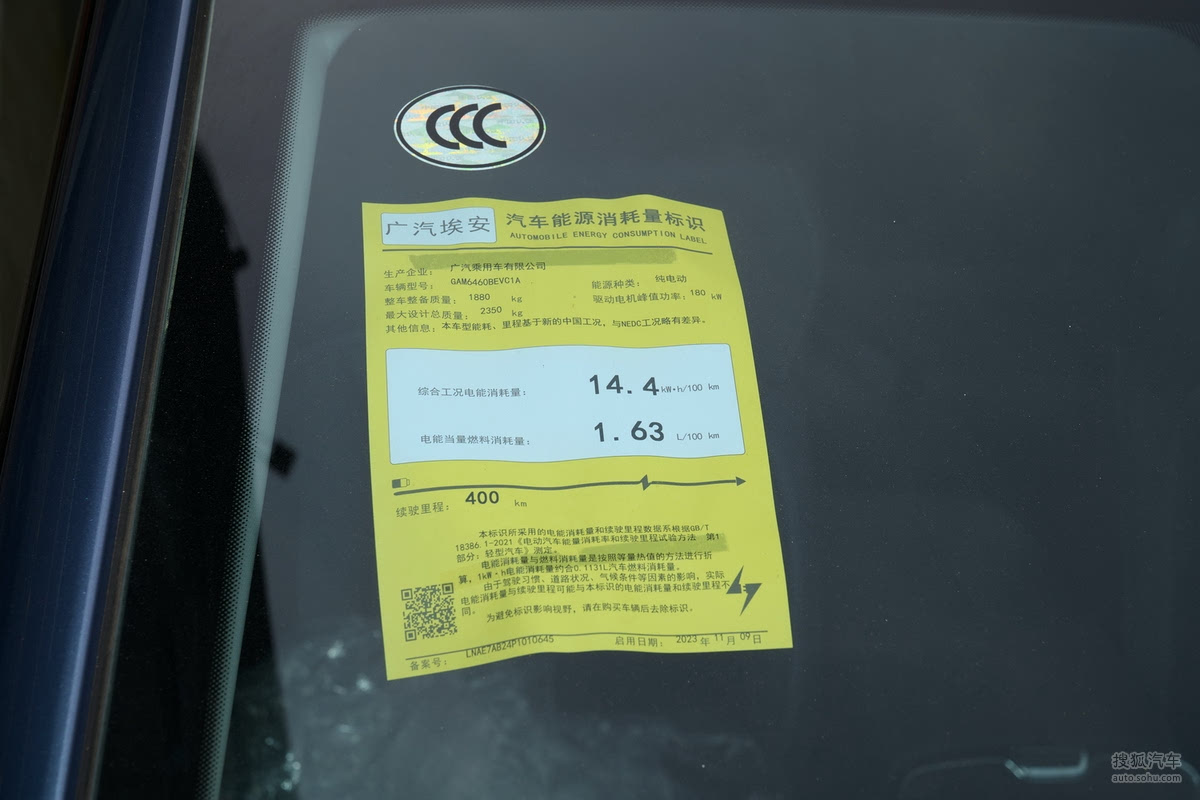 CCC
广汽埃安 汽车能源消耗量标识
AUTOMOBILE ENERGY CONSUMPTION LABEL
生产企业： 广汽乘用车有限公司
车辆型号： GAM6460BEVC1A 能源种类： 纯电动
整车整备质量： 1880 kg 驱动电机峰值功率：180 kW
最大设计总质量： 2350 kg
其他信息：本车型能耗、里程基于新的中国工况，与NEDC工况略有差异。
综合工况电能消耗量： 14.4 kW·h/100 km
电能当量燃料消耗量： 1.63 L/100 km
续驶里程： 400 km
本标识所采用的电能消耗量和续驶里程数据系根据GB/T
18386.1-2021《电动汽车能量消耗率和续驶里程试验方法 第1
部分：轻型汽车》测定。
电能消耗量与燃料消耗量是按照等量热值的方法进行折
算，1kW·h电能消耗量约合0.1131L汽车燃料消耗量。
由于驾驶习惯、道路状况、气候条件等因素的影响，实际
电能消耗量与续驶里程可能与本标识的电能消耗量和续驶里程不
同。
为避免标识影响视野，请在购买车辆后去除标识。
备案号： LNAE7AB24P1010645 启用日期： 2023 年 11 月 09 日
搜狐汽车
auto.sohu.com